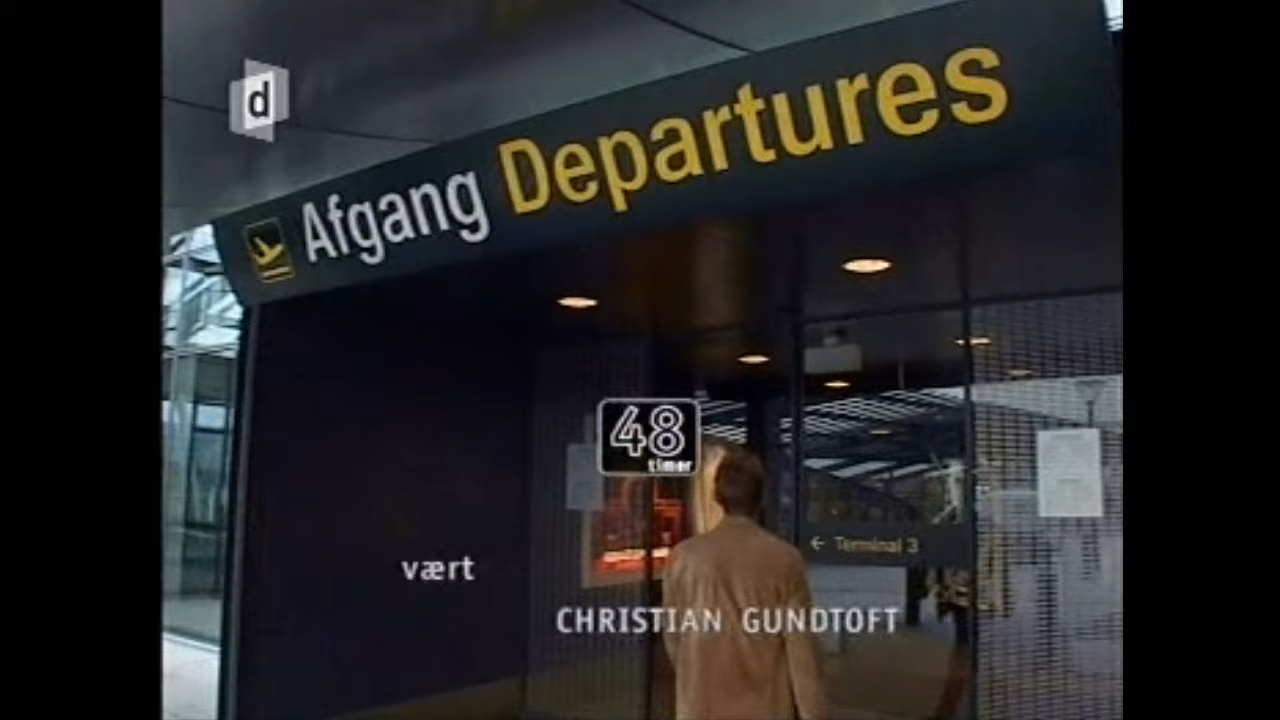 d
Afgang Departures
48
timer
← Terminal 3
vært
CHRISTIAN GUNDTOFT